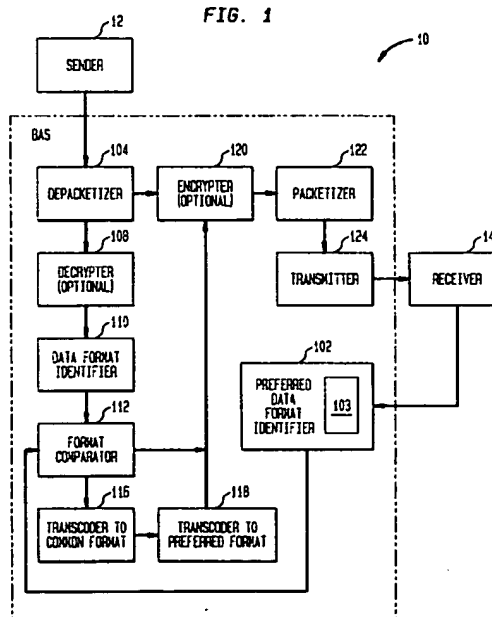 FIG. 1
10
12
SENDER
BAS
104
DEPACKETIZER
120
ENCRYPTER
(OPTIONAL)
122
PACKETIZER
108
DECRYPTER
(OPTIONAL)
124
TRANSMITTER
14
RECEIVER
110
DATA FORMAT
IDENTIFIER
102
PREFERRED
DATA
FORMAT
IDENTIFIER
103
112
FORMAT
COMPARATOR
116
TRANSCODER TO
COMMON FORMAT
118
TRANSCODER TO
PREFERRED FORMAT